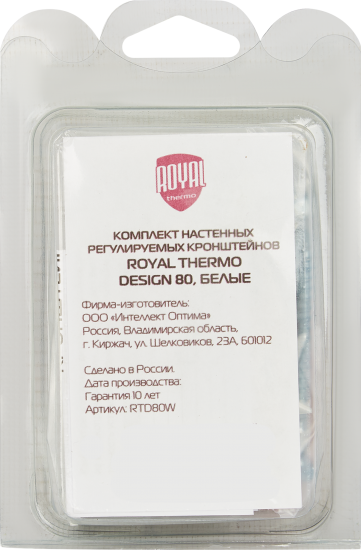 ROYAL
thermo
КОМПЛЕКТ НАСТЕННЫХ
РЕГУЛИРУЕМЫХ КРОНШТЕЙНОВ
ROYAL THERMO
DESIGN 80, БЕЛЫЕ
Фирма-изготовитель:
ООО «Интеллект Оптима»
Россия, Владимирская область,
г. Киржач, ул. Шелковиков, 23А, 601012
Сделано в России.
Дата производства:
Гарантия 10 лет
Артикул: RTD80W